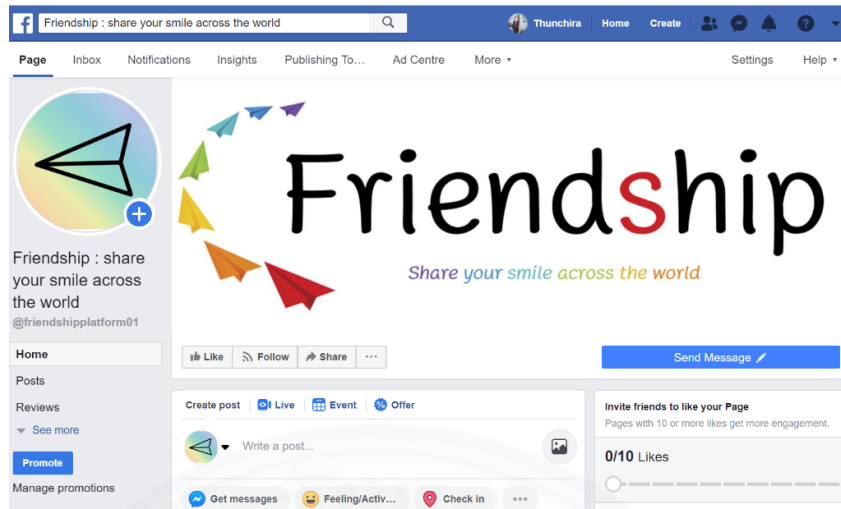 Friendship : share your smile across the world
Thunchira Home Create
Page Inbox Notifications Insights Publishing To... Ad Centre More Settings Help
Friendship
Share your smile across the world
Friendship : share
your smile across
the world
@friendshipplatform01
Home
Posts
Reviews
See more
Promote
Manage promotions
Like Follow Share ...
Send Message
Create post Live Event Offer
Write a post...
Get messages Feeling/Activ... Check in ...
Invite friends to like your Page
Pages with 10 or more likes get more engagement.
0/10 Likes